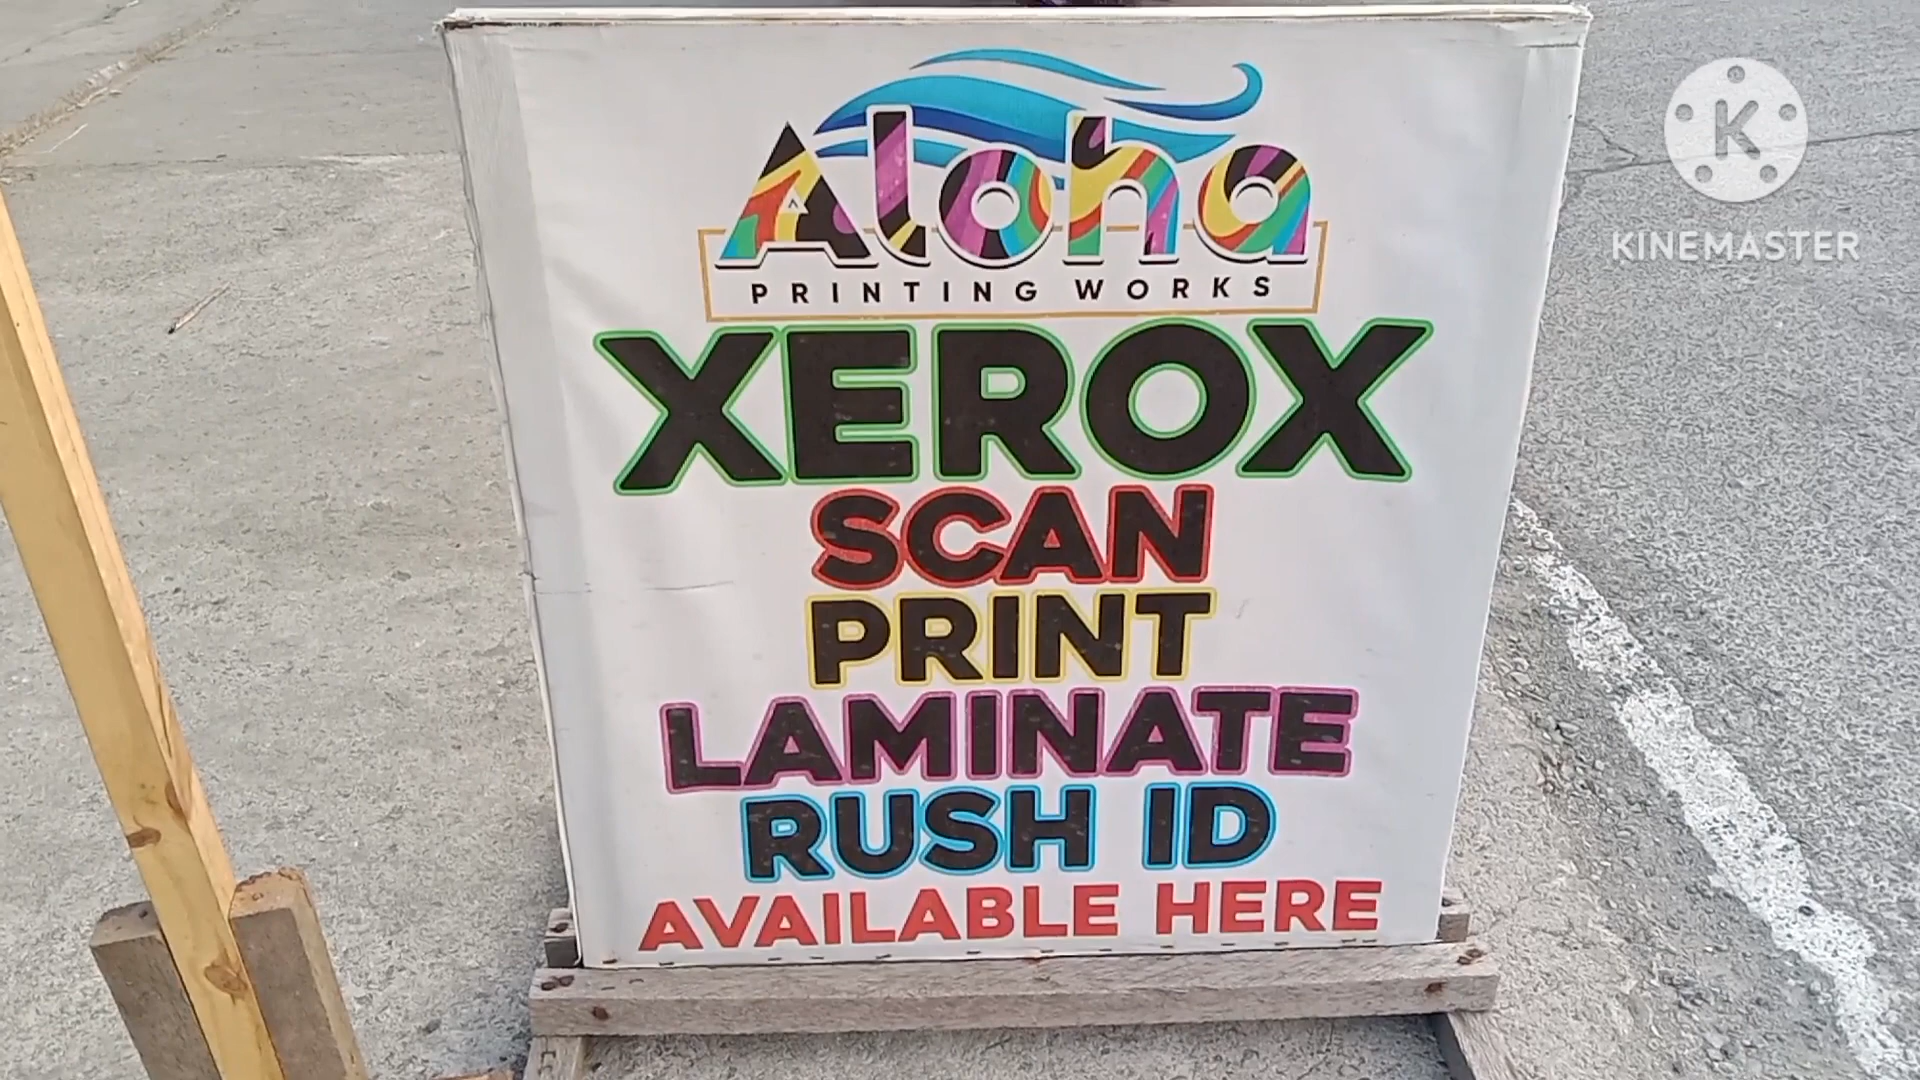 Aloha
PRINTING WORKS
XEROX
SCAN
PRINT
LAMINATE
RUSH ID
AVAILABLE HERE
K
KINEMASTER